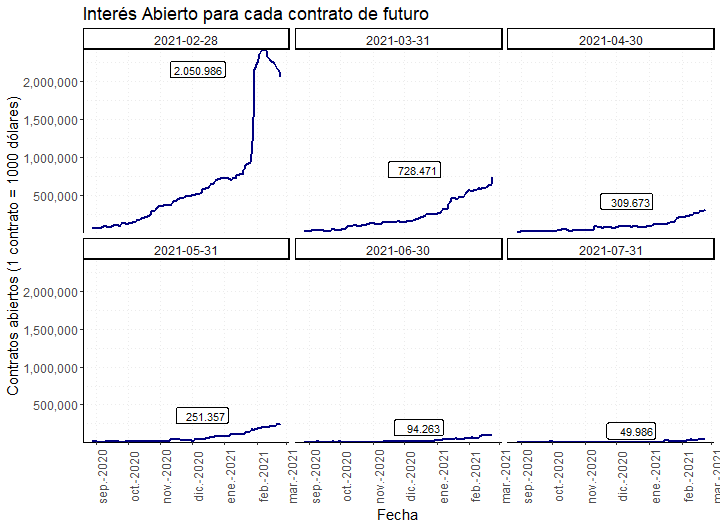 Interés Abierto para cada contrato de futuro
Contratos abiertos (1 contrato = 1000 dólares)
2021-02-28
2021-03-31
2021-04-30
2,000,000
1,500,000
1,000,000
500,000
2.050.986
728.471
309.673
2021-05-31
2021-06-30
2021-07-31
2,000,000
1,500,000
1,000,000
500,000
251.357
94.263
49.986
sep.-2020
oct.-2020
nov.-2020
dic.-2020
ene.-2021
feb.-2021
mar.-2021
sep.-2020
oct.-2020
nov.-2020
dic.-2020
ene.-2021
feb.-2021
mar.-2021
sep.-2020
oct.-2020
nov.-2020
dic.-2020
ene.-2021
feb.-2021
mar.-2021
Fecha